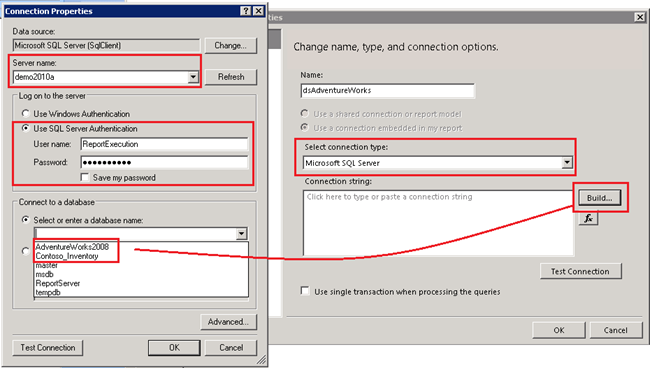 Connection Properties
Data source:
Microsoft SQL Server (SqlClient)
Change...
Server name:
demo2010a
Refresh
Log on to the server
Use Windows Authentication
Use SQL Server Authentication
User name:
ReportExecution
Password:
●●●●●●●●●●
Save my password
Connect to a database
Select or enter a database name:
AdventureWorks2008
Contoso_Inventory
master
msdb
ReportServer
tempdb
Advanced...
Test Connection
OK
Cancel
erties
Change name, type, and connection options.
Name:
dsAdventureWorks
Use a shared connection or report model
Use a connection embedded in my report
Select connection type:
Microsoft SQL Server
Connection string:
Click here to type or paste a connection string
Build...
fx
Test Connection
Use single transaction when processing the queries
OK
Cancel